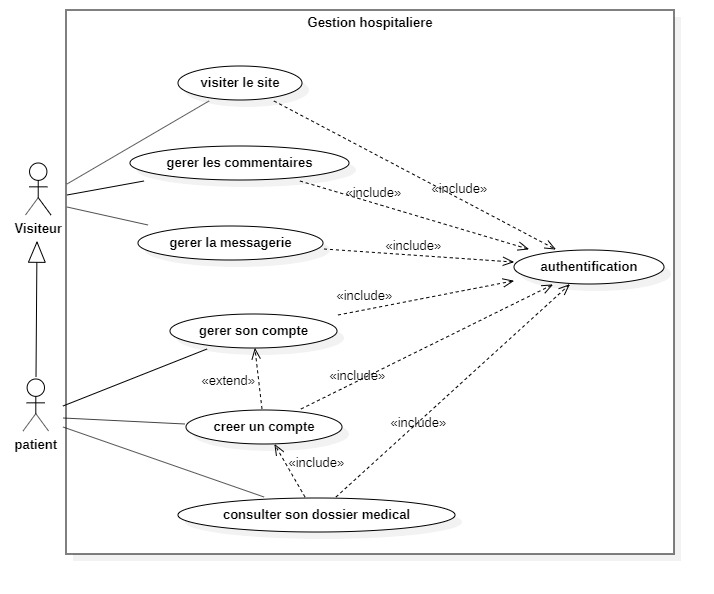 Gestion hospitaliere
visiter le site
gerer les commentaires
«include»
«include»
Visiteur
gerer la messagerie
«include»
authentification
«include»
gerer son compte
«extend»
«include»
patient
creer un compte
«include»
«include»
consulter son dossier medical